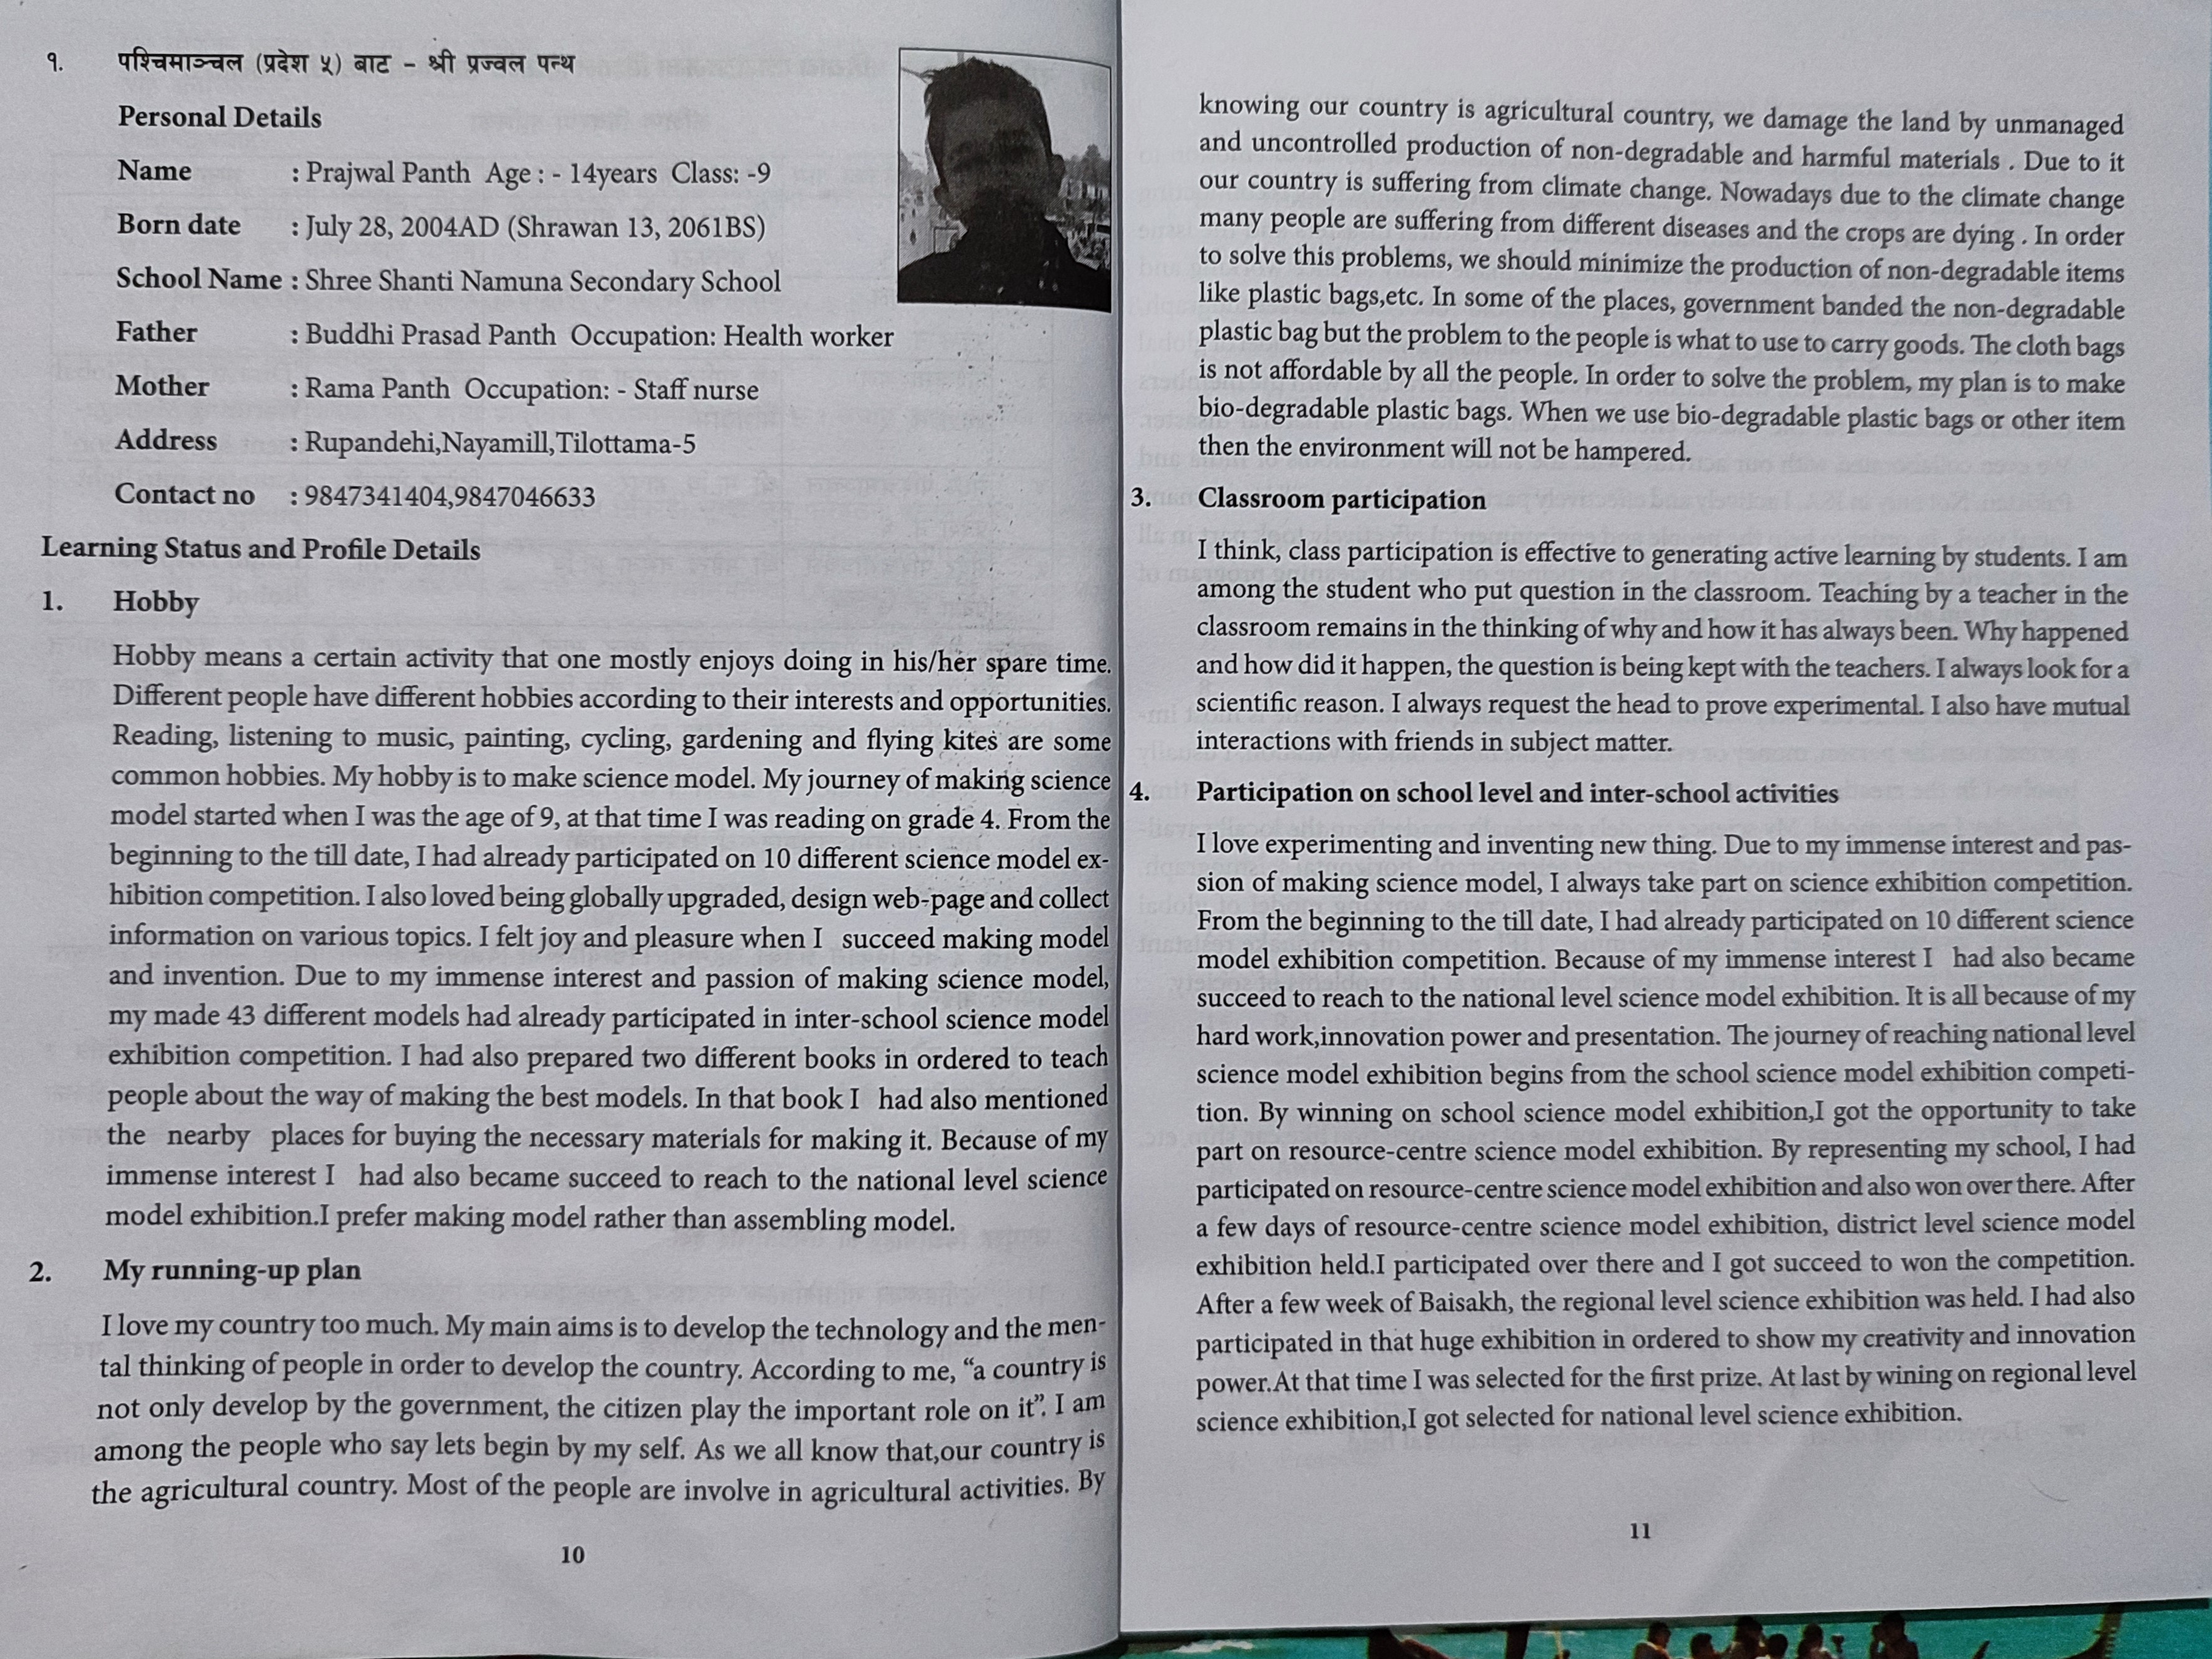 १. पश्चिमाञ्चल (प्रदेश ५) बाट – श्री प्रज्वल पन्थ
Personal Details
Name : Prajwal Panth Age : - 14years Class: -9
Born date : July 28, 2004AD (Shrawan 13, 2061BS)
School Name : Shree Shanti Namuna Secondary School
Father : Buddhi Prasad Panth Occupation: Health worker
Mother : Rama Panth Occupation: - Staff nurse
Address : Rupandehi,Nayamill,Tilottama-5
Contact no : 9847341404,9847046633
Learning Status and Profile Details
1. Hobby
Hobby means a certain activity that one mostly enjoys doing in his/her spare time.
Different people have different hobbies according to their interests and opportunities.
Reading, listening to music, painting, cycling, gardening and flying kites are some
common hobbies. My hobby is to make science model. My journey of making science
model started when I was the age of 9, at that time I was reading on grade 4. From the
beginning to the till date, I had already participated on 10 different science model ex-
hibition competition. I also loved being globally upgraded, design web-page and collect
information on various topics. I felt joy and pleasure when I succeed making model
and invention. Due to my immense interest and passion of making science model,
my made 43 different models had already participated in inter-school science model
exhibition competition. I had also prepared two different books in ordered to teach
people about the way of making the best models. In that book I had also mentioned
the nearby places for buying the necessary materials for making it. Because of my
immense interest I had also became succeed to reach to the national level science
model exhibition.I prefer making model rather than assembling model.
2. My running-up plan
I love my country too much. My main aims is to develop the technology and the men-
tal thinking of people in order to develop the country. According to me, “a country is
not only develop by the government, the citizen play the important role on it”. I am
among the people who say lets begin by my self. As we all know that,our country is
the agricultural country. Most of the people are involve in agricultural activities. By
10
knowing our country is agricultural country, we damage the land by unmanaged
and uncontrolled production of non-degradable and harmful materials . Due to it
our country is suffering from climate change. Nowadays due to the climate change
many people are suffering from different diseases and the crops are dying . In order
to solve this problems, we should minimize the production of non-degradable items
like plastic bags,etc. In some of the places, government banded the non-degradable
plastic bag but the problem to the people is what to use to carry goods. The cloth bags
is not affordable by all the people. In order to solve the problem, my plan is to make
bio-degradable plastic bags. When we use bio-degradable plastic bags or other item
then the environment will not be hampered.
3. Classroom participation
I think, class participation is effective to generating active learning by students. I am
among the student who put question in the classroom. Teaching by a teacher in the
classroom remains in the thinking of why and how it has always been. Why happened
and how did it happen, the question is being kept with the teachers. I always look for a
scientific reason. I always request the head to prove experimental. I also have mutual
interactions with friends in subject matter.
4. Participation on school level and inter-school activities
I love experimenting and inventing new thing. Due to my immense interest and pas-
sion of making science model, I always take part on science exhibition competition.
From the beginning to the till date, I had already participated on 10 different science
model exhibition competition. Because of my immense interest I had also became
succeed to reach to the national level science model exhibition. It is all because of my
hard work,innovation power and presentation. The journey of reaching national level
science model exhibition begins from the school science model exhibition competi-
tion. By winning on school science model exhibition,I got the opportunity to take
part on resource-centre science model exhibition. By representing my school, I had
participated on resource-centre science model exhibition and also won over there. After
a few days of resource-centre science model exhibition, district level science model
exhibition held.I participated over there and I got succeed to won the competition.
After a few week of Baisakh, the regional level science exhibition was held. I had also
participated in that huge exhibition in ordered to show my creativity and innovation
power.At that time I was selected for the first prize. At last by wining on regional level
science exhibition,I got selected for national level science exhibition.
11